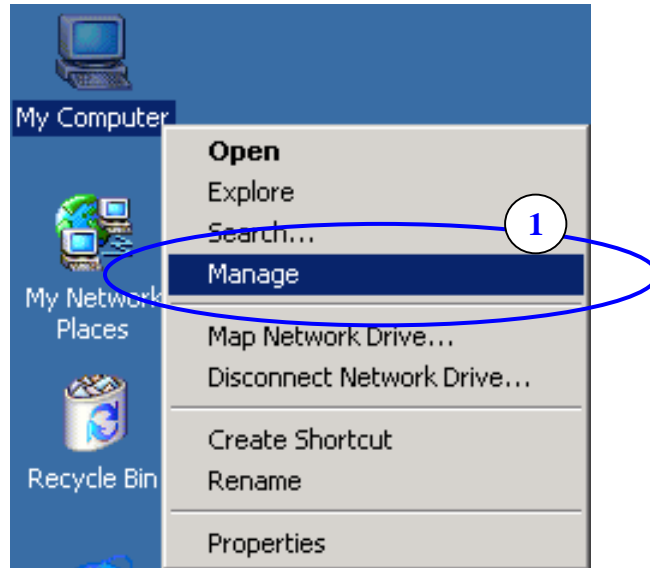 My Computer
Open
Explore
Search...
1
Manage
My Network
Places
Map Network Drive...
Disconnect Network Drive...
Create Shortcut
Recycle Bin
Rename
Properties